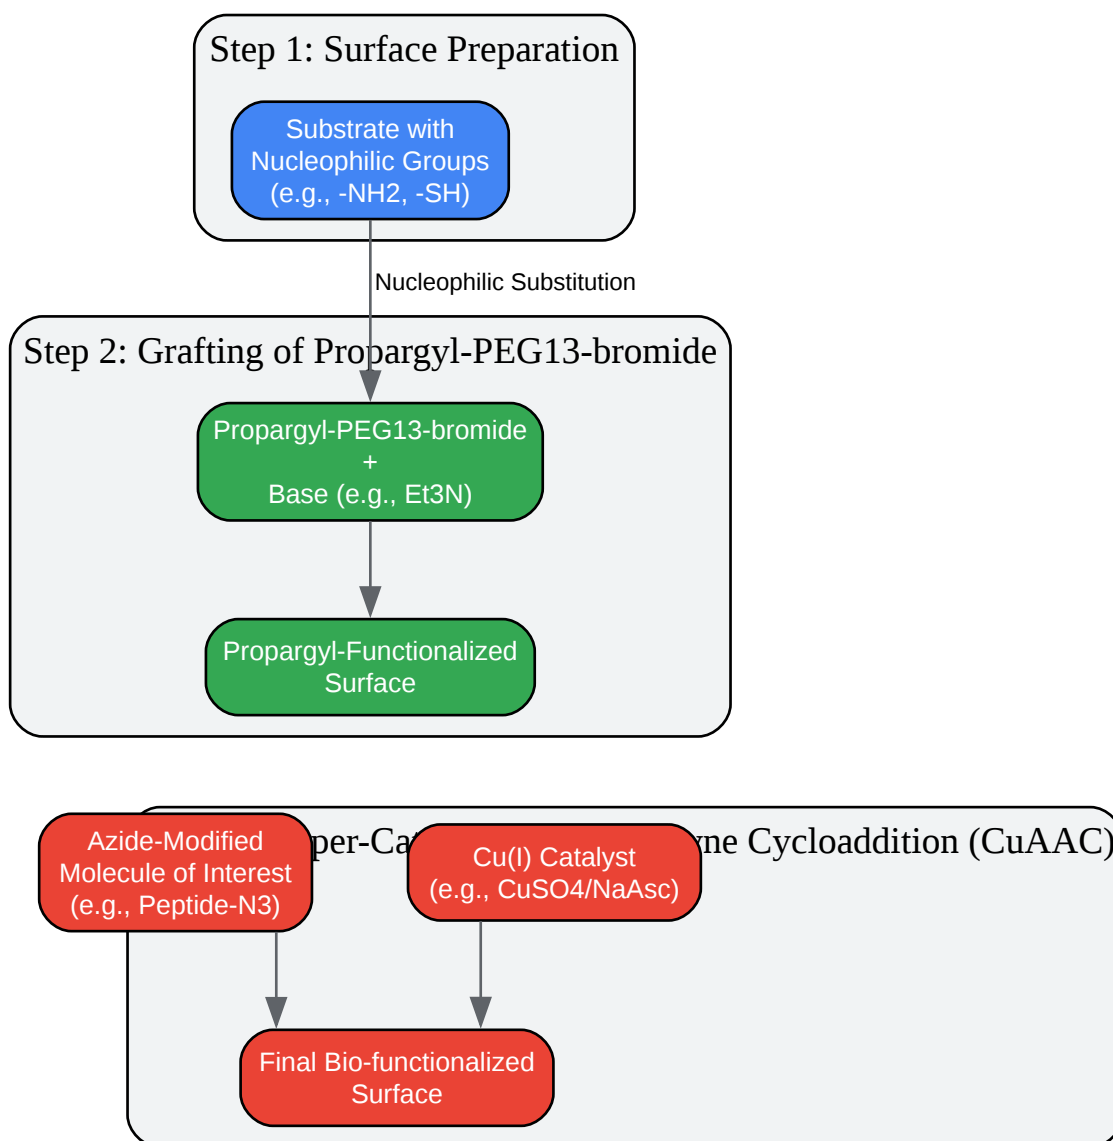 Step 1: Surface Preparation
Substrate with
Nucleophilic Groups
(e.g., -NH2, -SH)
Nucleophilic Substitution
Step 2: Grafting of Propargyl-PEG13-bromide
Propargyl-PEG13-bromide
+
Base (e.g., Et3N)
Propargyl-Functionalized
Surface
Cycloaddition (CuAAC)
Azide-Modified
Molecule of Interest
(e.g., Peptide-N3)
Cu(I) Catalyst
(e.g., CuSO4/NaAsc)
Final Bio-functionalized
Surface